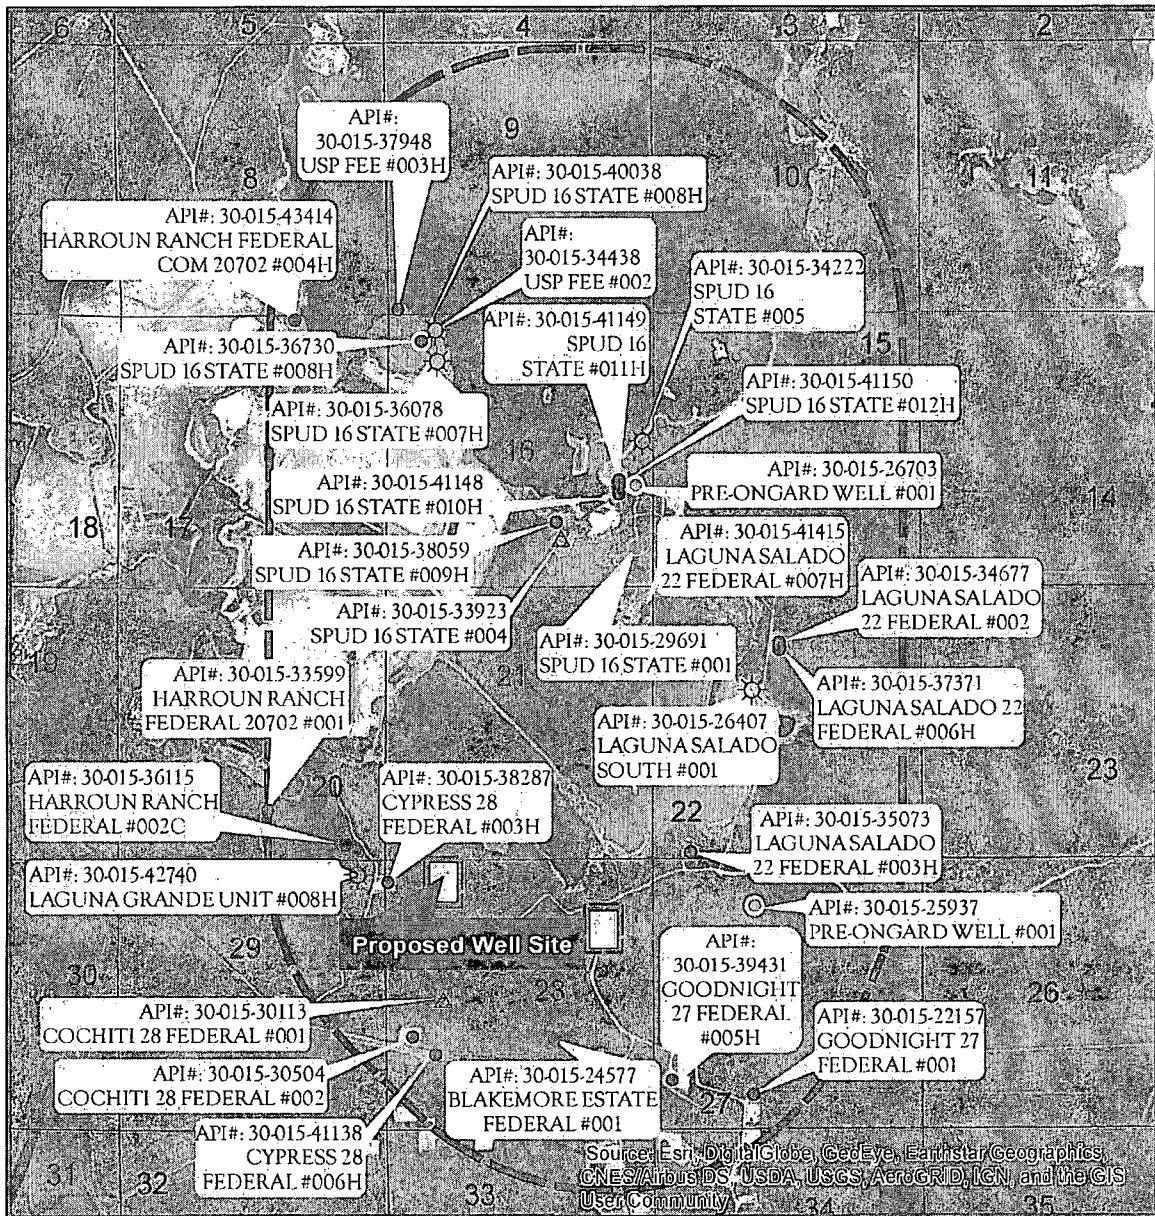 6
5
4
3
2
API#:
30-015-37948
USP FEE #003H
9
API#: 30-015-40038
SPUD 16 STATE #008H
10
11
7
8
API#: 30-015-43414
HARROUN RANCH FEDERAL
COM 20702 #004H
API#:
30-015-34438
USP FEE #002
API#: 30-015-34222
SPUD 16
STATE #005
API#: 30-015-41149
SPUD 16
STATE #011H
15
API#: 30-015-36730
SPUD 16 STATE #008H
API#: 30-015-41150
SPUD 16 STATE #012H
API#: 30-015-36078
SPUD 16 STATE #007H
16
API#: 30-015-26703
PRE-ONGARD WELL #001
API#: 30-015-41148
SPUD 16 STATE #010H
14
18
17
API#: 30-015-38059
SPUD 16 STATE #009H
API#: 30-015-41415
LAGUNA SALADO
22 FEDERAL #007H
API#: 30-015-34677
LAGUNA SALADO
22 FEDERAL #002
API#: 30-015-33923
SPUD 16 STATE #004
API#: 30-015-29691
SPUD 16 STATE #001
19
21
API#: 30-015-33599
HARROUN RANCH
FEDERAL 20702 #001
API#: 30-015-37371
LAGUNA SALADO 22
FEDERAL #006H
API#: 30-015-26407
LAGUNA SALADO
SOUTH #001
23
API#: 30-015-36115
HARROUN RANCH
FEDERAL #002C
20
API#: 30-015-38287
CYPRESS 28
FEDERAL #003H
22
API#: 30-015-35073
LAGUNA SALADO
22 FEDERAL #003H
API#: 30-015-42740
LAGUNA GRANDE UNIT #008H
API#: 30-015-25937
PRE-ONGARD WELL #001
Proposed Well Site
29
30
28
API#:
30-015-39431
GOODNIGHT
27 FEDERAL
#005H
26
API#: 30-015-30113
COCHITI 28 FEDERAL #001
API#: 30-015-22157
GOODNIGHT 27
FEDERAL #001
API#: 30-015-30504
COCHITI 28 FEDERAL #002
API#: 30-015-24577
BLAKEMORE ESTATE
FEDERAL #001
27
API#: 30-015-41138
CYPRESS 28
FEDERAL #006H
31
32
33
34
35
Source: Esri, DigitalGlobe, GeoEye, Earthstar Geographics,
CNES/Airbus DS, USDA, USGS, AeroGRID, IGN, and the GIS
User Community